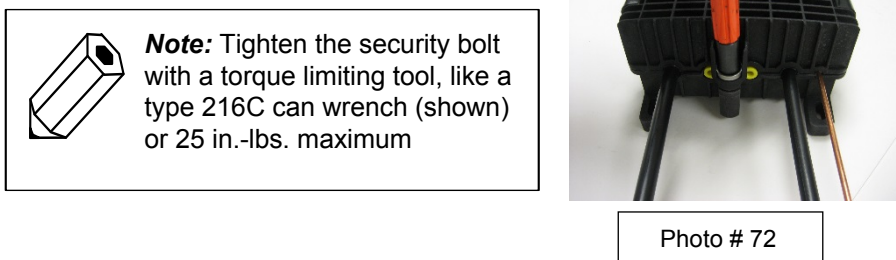 Note: Tighten the security bolt
with a torque limiting tool, like a
type 216C can wrench (shown)
or 25 in.-lbs. maximum
Photo # 72